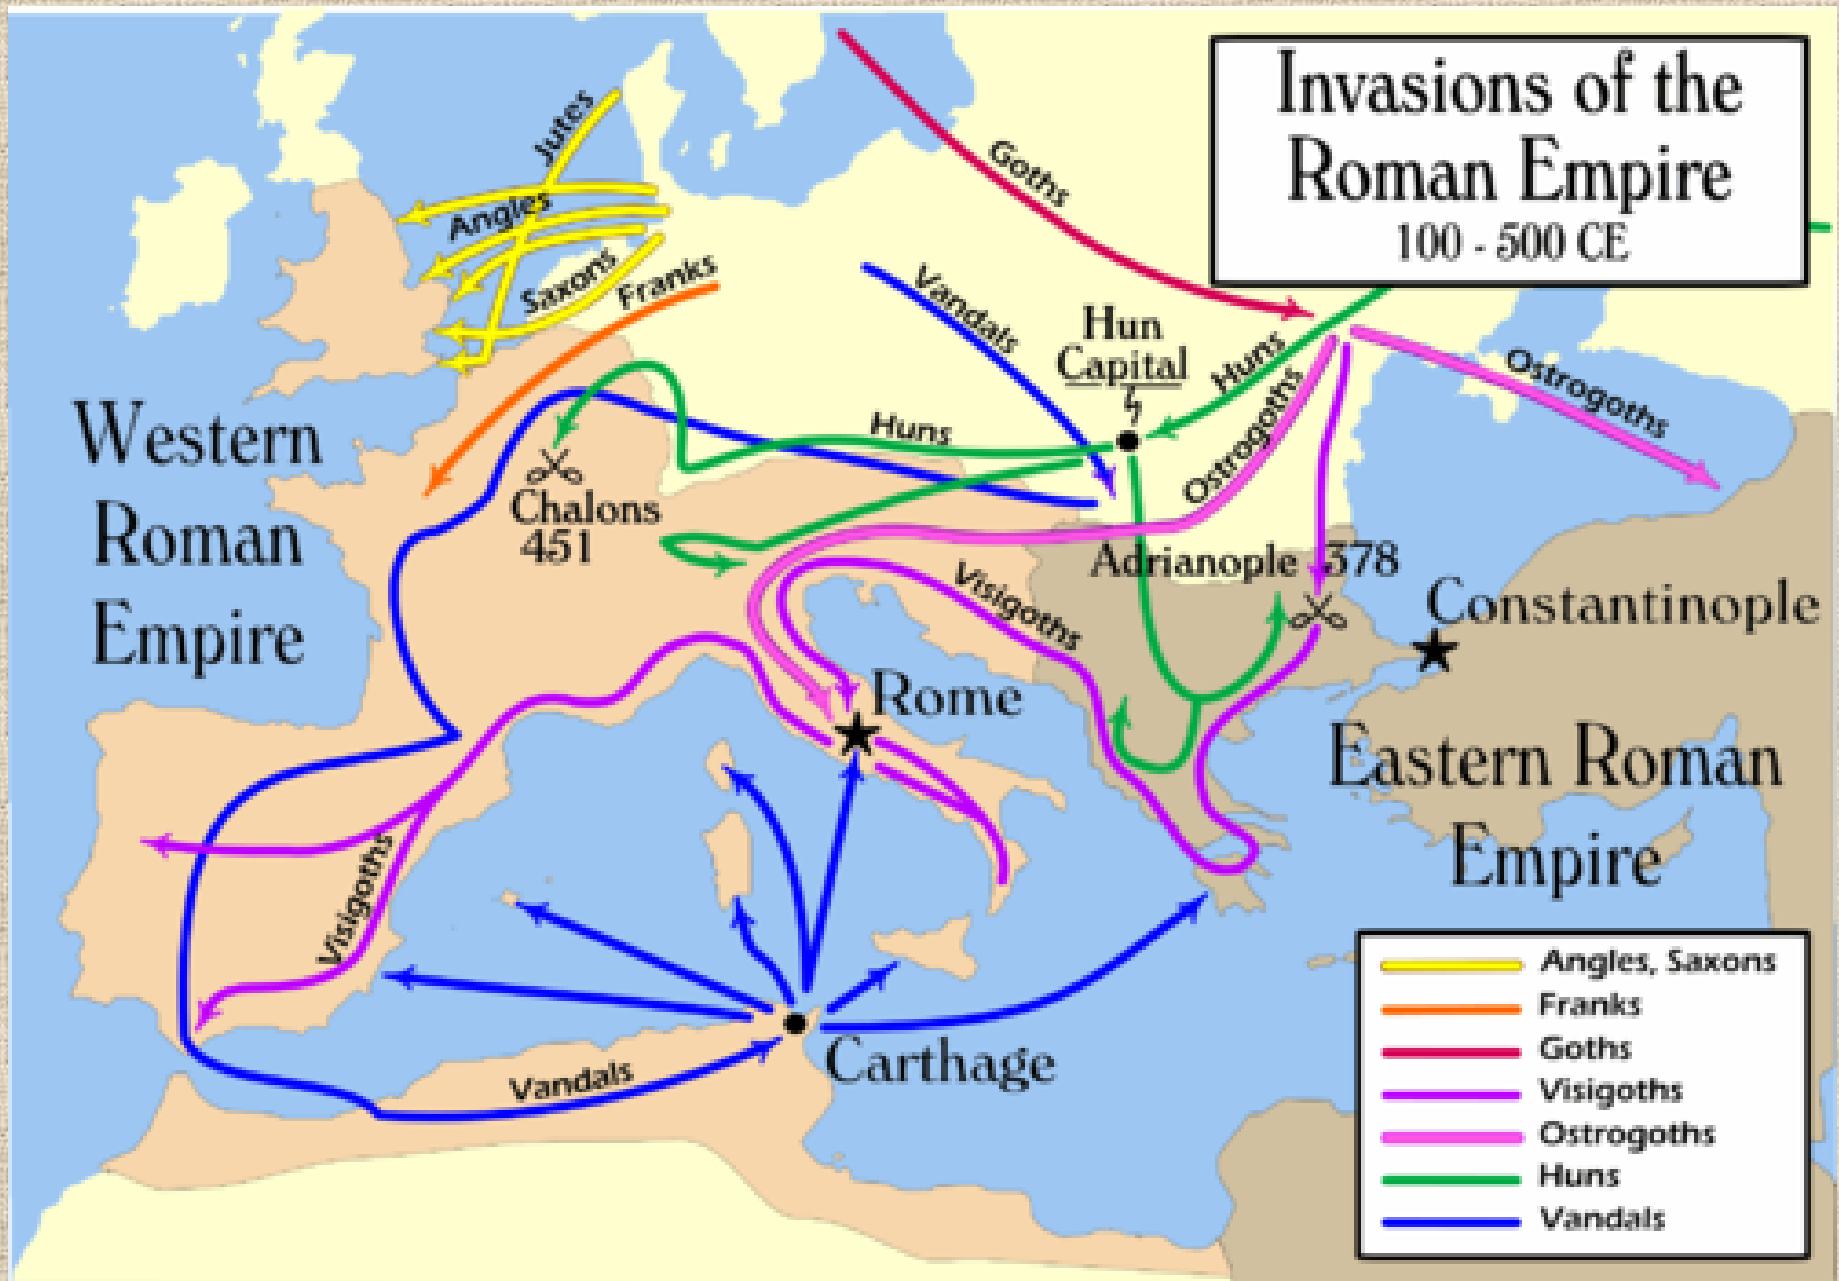 Invasions of the
Roman Empire
100 - 500 CE
Jutes
Angles
Saxons
Franks
Goths
Vandals
Hun
Capital
Huns
Ostrogoths
Ostrogoths
Huns
Western
Roman
Empire
Chalons
451
Adrianople 378
Constantinople
Visigoths
Rome
Eastern Roman
Empire
Visigoths
Vandals
Carthage
Angles, Saxons
Franks
Goths
Visigoths
Ostrogoths
Huns
Vandals